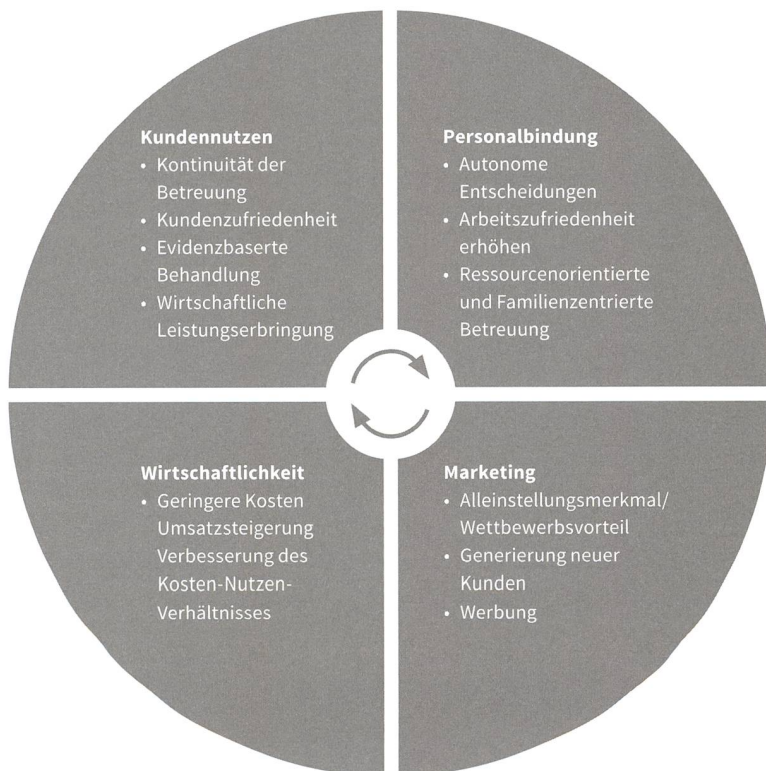 Kundennutzen
• Kontinuität der
Betreuung
• Kundenzufriedenheit
• Evidenzbaserte
Behandlung
• Wirtschaftliche
Leistungserbringung
Personalbindung
• Autonome
Entscheidungen
• Arbeitszufriedenheit
erhöhen
• Ressourcenorientierte
und Familienzentrierte
Betreuung
Wirtschaftlichkeit
• Geringere Kosten
Umsatzsteigerung
Verbesserung des
Kosten-Nutzen-
Verhältnisses
Marketing
• Alleinstellungsmerkmal/
Wettbewerbsvorteil
• Generierung neuer
Kunden
• Werbung